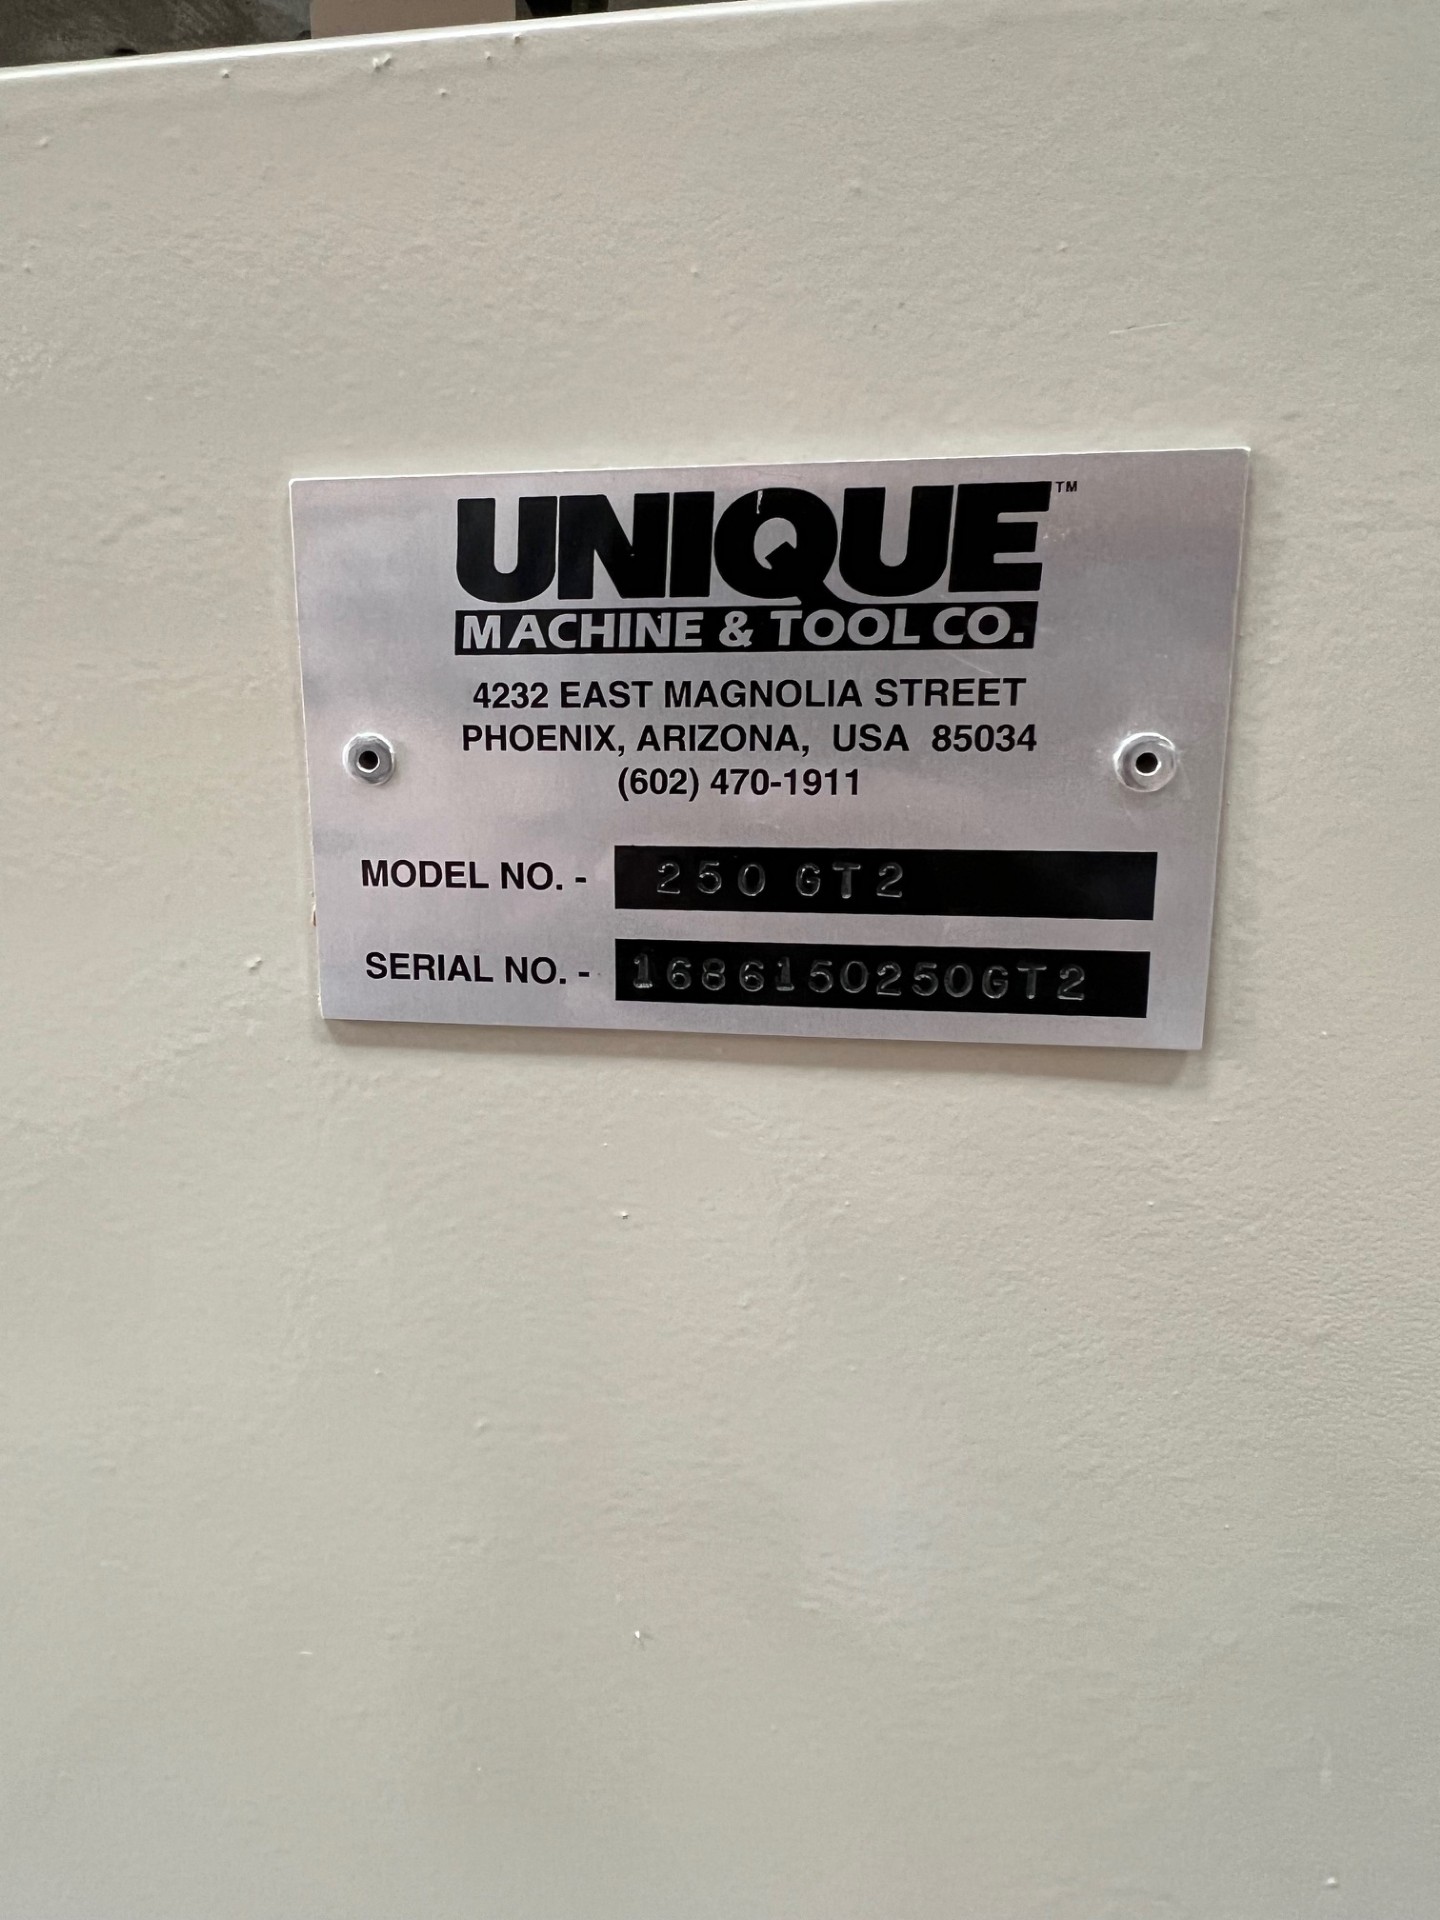 UNIQUE™
MACHINE & TOOL CO.
4232 EAST MAGNOLIA STREET
PHOENIX, ARIZONA, USA 85034
(602) 470-1911
MODEL NO. - 250 GT2
SERIAL NO. - 1686150250GT2